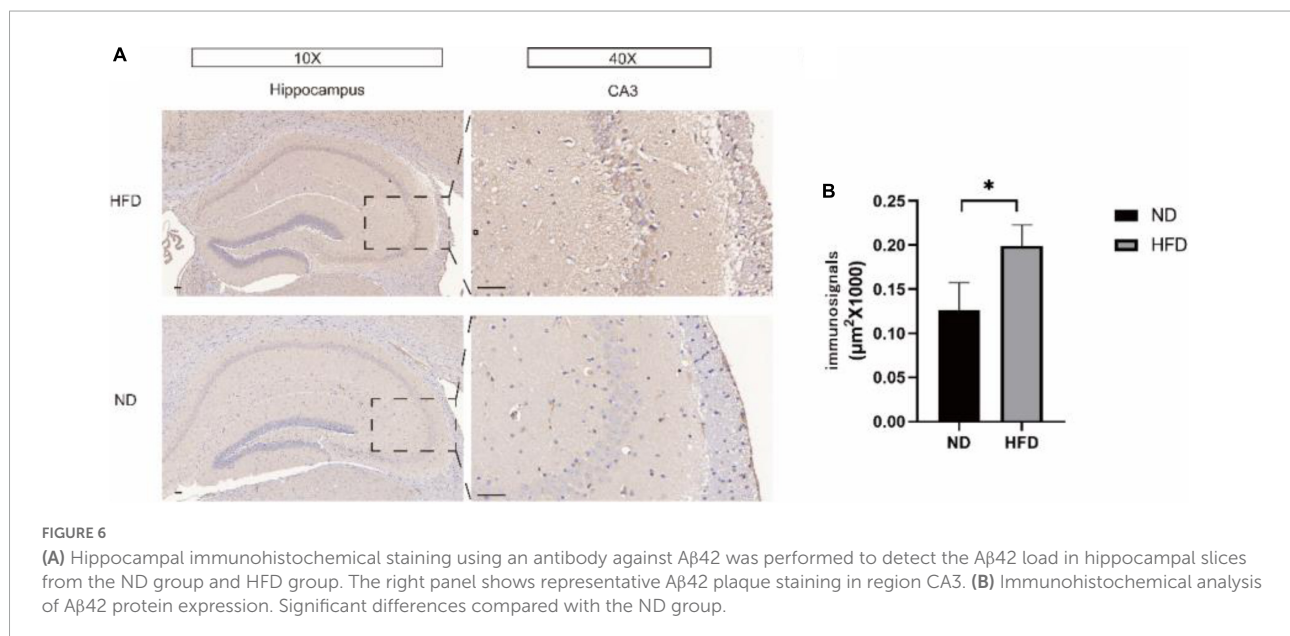 A
10X
40X
Hippocampus
CA3
HFD
ND
B
*
0.25
0.20
0.15
0.10
0.05
0.00
immunosignals
(μm²X1000)
ND HFD
ND
HFD
FIGURE 6
(A) Hippocampal immunohistochemical staining using an antibody against Aβ42 was performed to detect the Aβ42 load in hippocampal slices
from the ND group and HFD group. The right panel shows representative Aβ42 plaque staining in region CA3. (B) Immunohistochemical analysis
of Aβ42 protein expression. Significant differences compared with the ND group.